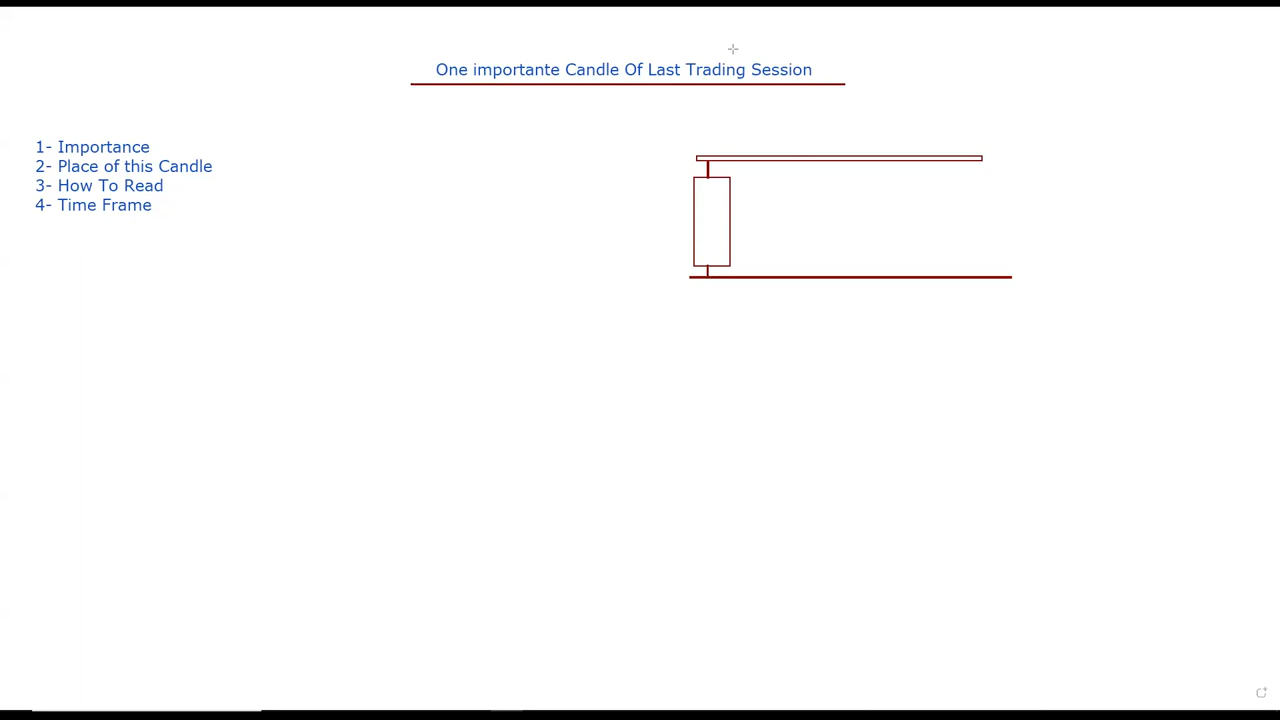 One importante Candle Of Last Trading Session
1- Importance
2- Place of this Candle
3- How To Read
4- Time Frame